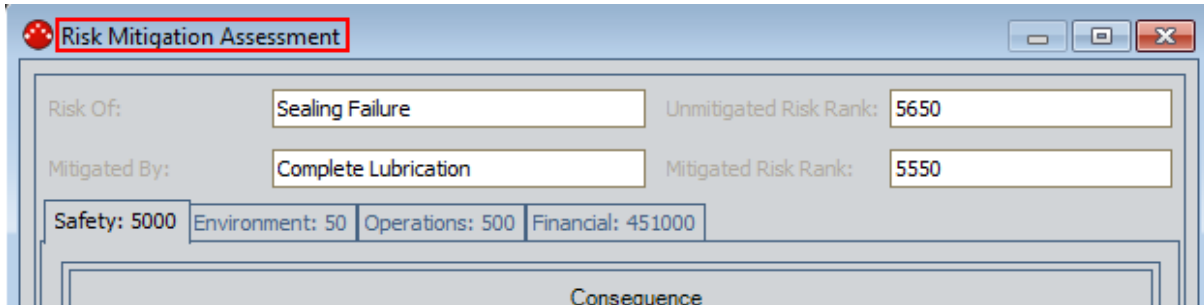 Risk Mitigation Assessment
Risk Of: Sealing Failure Unmitigated Risk Rank: 5650
Mitigated By: Complete Lubrication Mitigated Risk Rank: 5550
Safety: 5000 Environment: 50 Operations: 500 Financial: 451000
Consequence